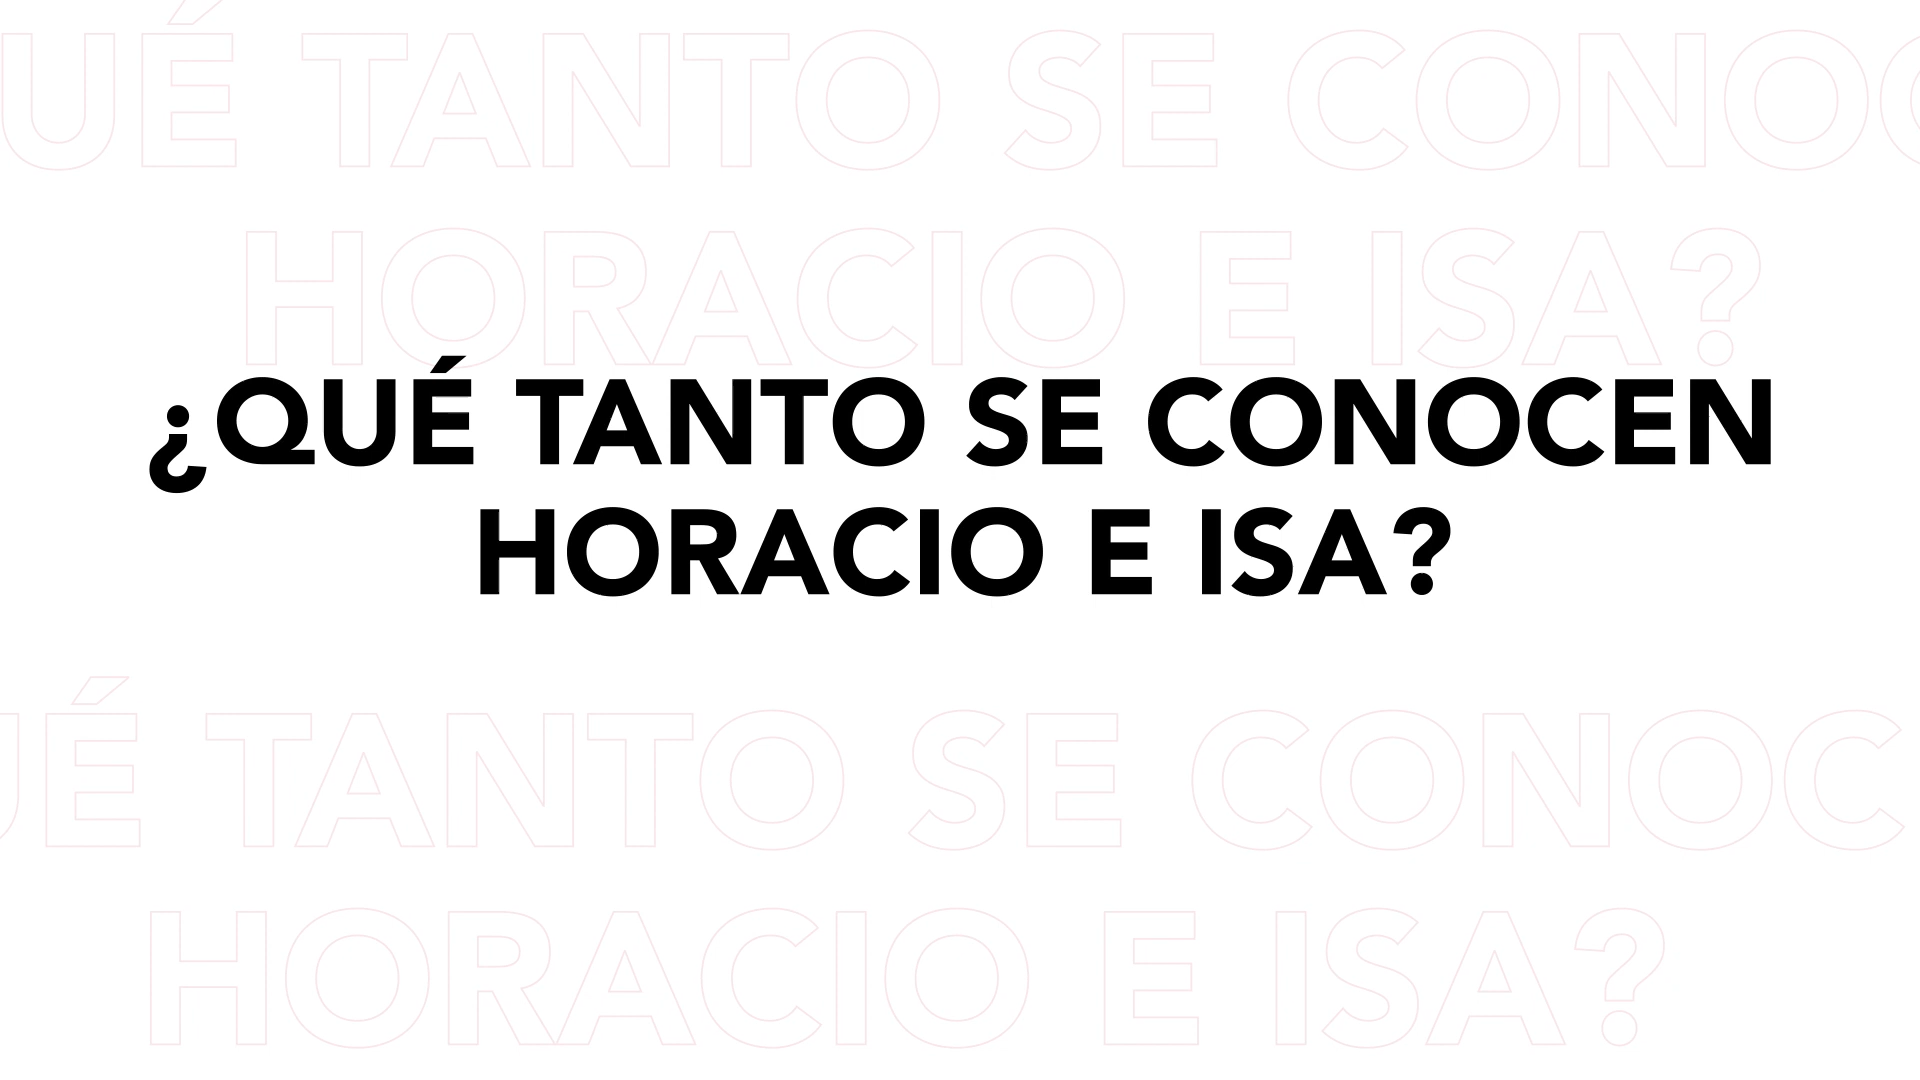 UÉ TANTO SE CONOC
HORACIO E ISA?
¿QUÉ TANTO SE CONOCEN
HORACIO E ISA?
UÉ TANTO SE CONOC
HORACIO E ISA?